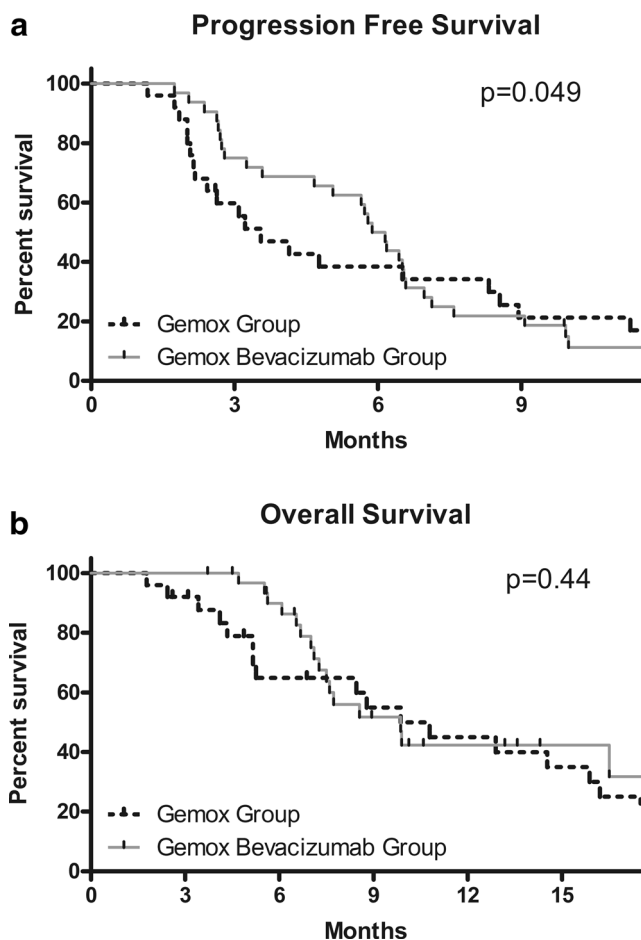 a
Progression Free Survival
p=0.049
Percent survival
100
80
60
40
20
0
Gemox Group
Gemox Bevacizumab Group
0 3 6 9
Months
b
Overall Survival
p=0.44
Percent survival
100
80
60
40
20
0
Gemox Group
Gemox Bevacizumab Group
0 3 6 9 12 15
Months